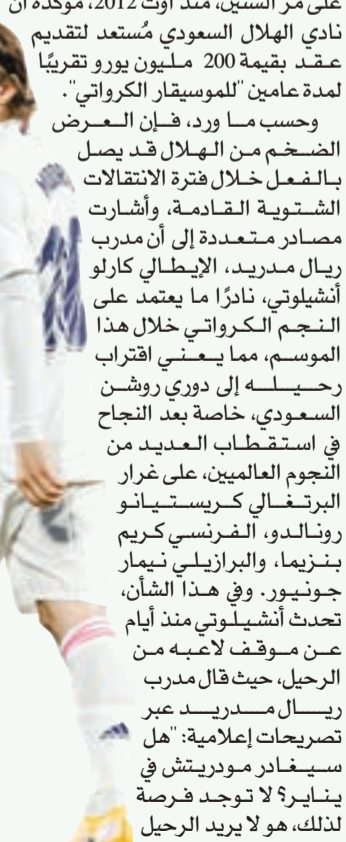 على مر السنين، منذ أوت 2012، مؤكدة أن
نادي الهلال السعودي مُستعد لتقديم
عقد بقيمة 200 مليون يورو تقريبًا
لمدة عامين "للموسيقار الكرواتي".
وحسب ما ورد، فإن العرض
الضخم من الهلال قد يصل
بالفعل خلال فترة الانتقالات
الشتوية القادمة، وأشارت
مصادر متعددة إلى أن مدرب
ريال مدريد، الإيطالي كارلو
أنشيلوتي، نادرًا ما يعتمد على
النجم الكرواتي خلال هذا
الموسم، مما يعني اقتراب
رحيله إلى دوري روشن
السعودي، خاصة بعد النجاح
في استقطاب العديد من
النجوم العالميين، على غرار
البرتغالي كريستيانو
رونالدو، الفرنسي كريم
بنزيما، والبرازيلي نيمار
جونيور. وفي هذا الشأن،
تحدث أنشيلوتي منذ أيام
عن موقف لاعبه من
الرحيل، حيث قال مدرب
ريال مدريد عبر
تصريحات إعلامية: "هل
سيغادر مودريتش في
يناير؟ لا توجد فرصة
لذلك، هو لا يريد الرحيل